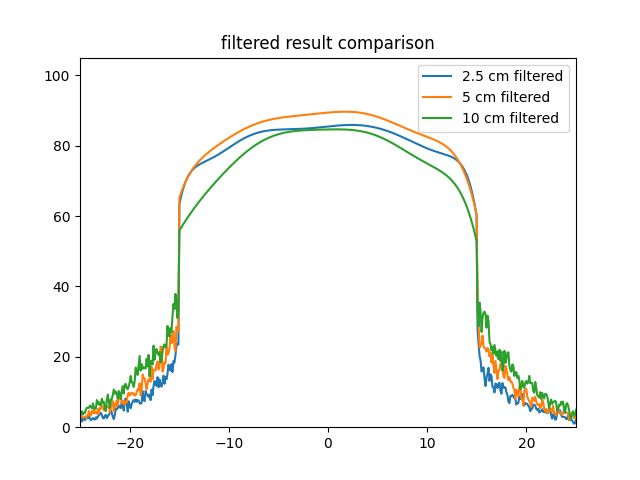 filtered result comparison
100
80
60
40
20
0
2.5 cm filtered
5 cm filtered
10 cm filtered
−20 −10 0 10 20